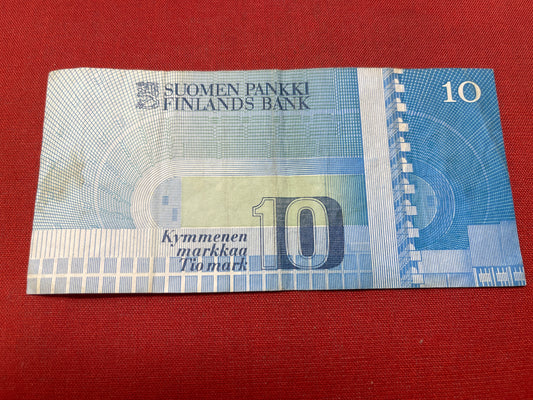 SUOMEN PANKKI
FINLANDS BANK
10
10
Kymmenen
markkaa
Tio mark